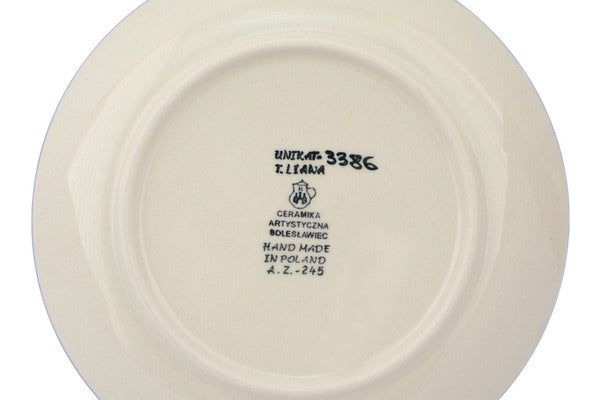 UNIKAT. 3386
T. LIANA
CERAMIKA
ARTYSTYCZNA
BOLESŁAWIEC
HAND MADE
IN POLAND
A. Z.-245